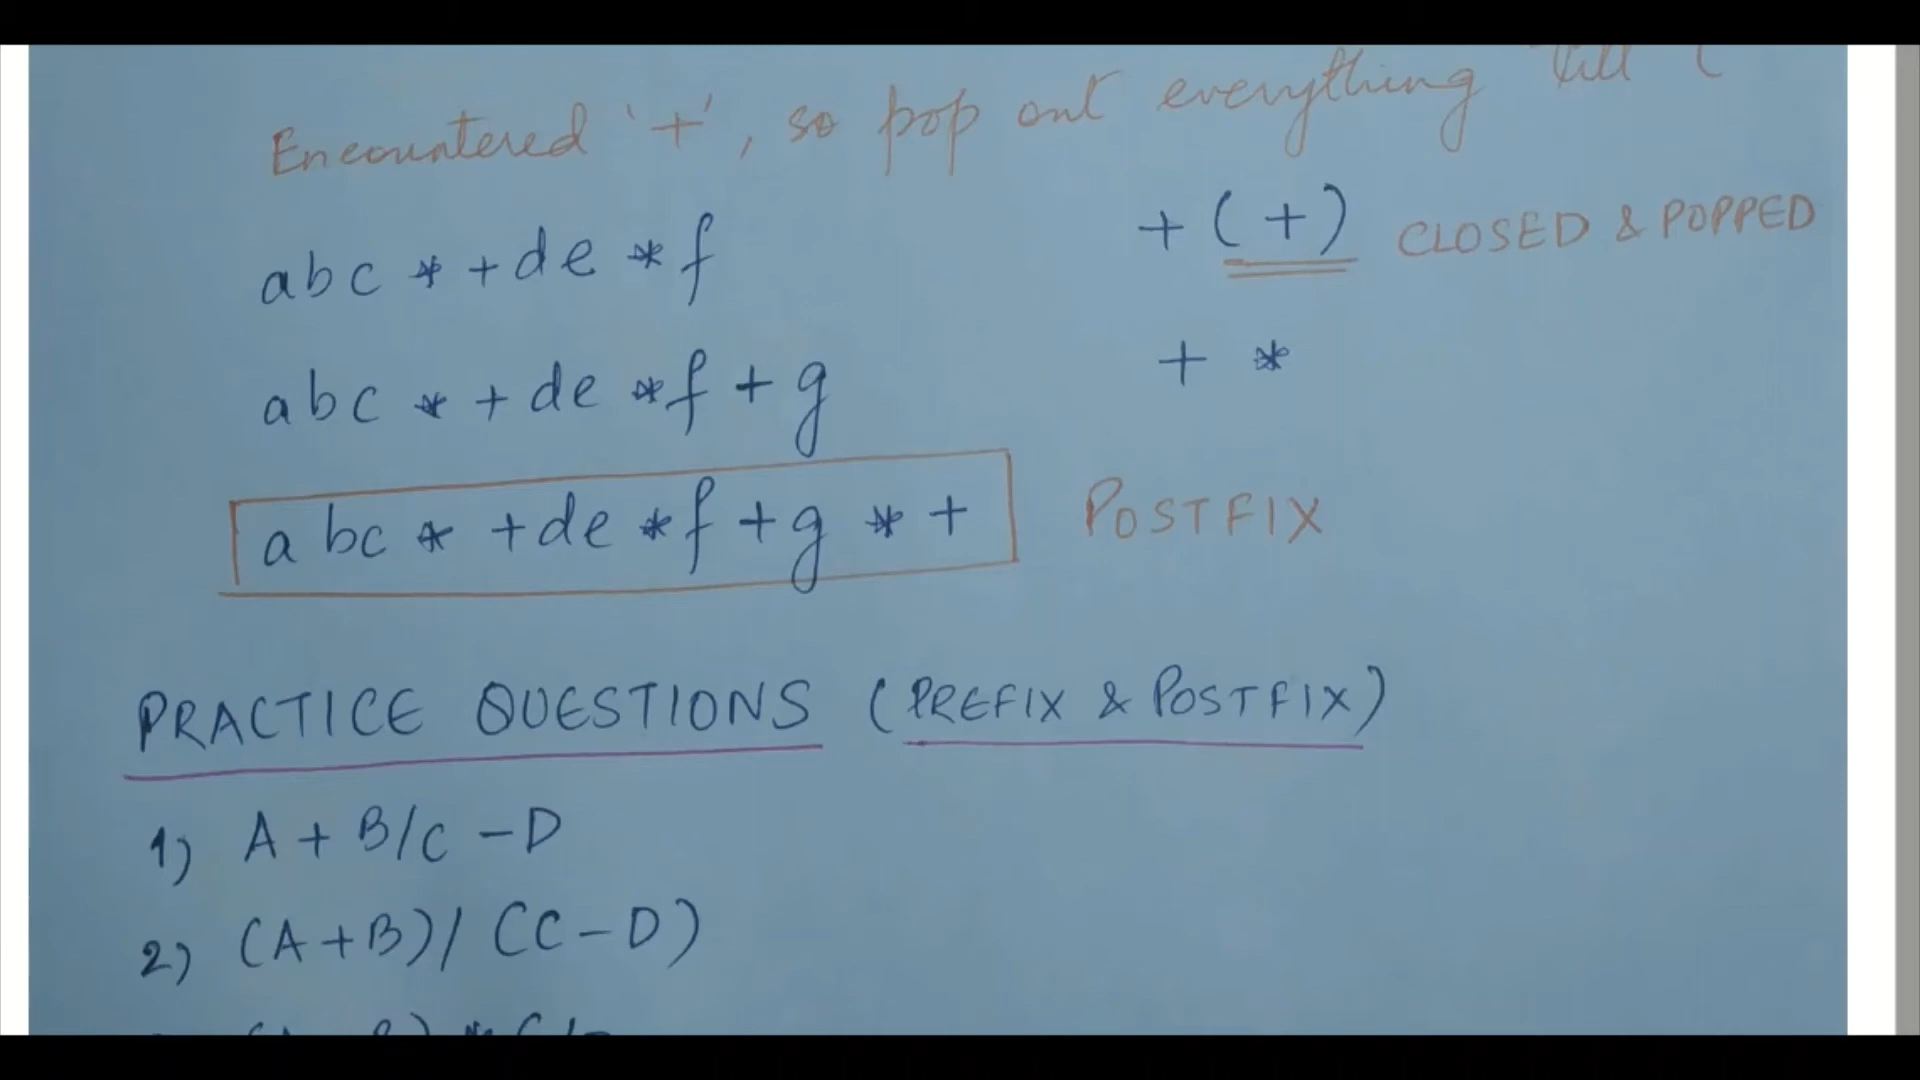 Encountered '+', so pop out everything till (
abc*+de*f +(+) CLOSED & POPPED
abc*+de*f+g + *
abc*+de*f+g*+ POSTFIX
PRACTICE QUESTIONS (PREFIX & POSTFIX)
1) A + B/C - D
2) (A+B)/(C-D)